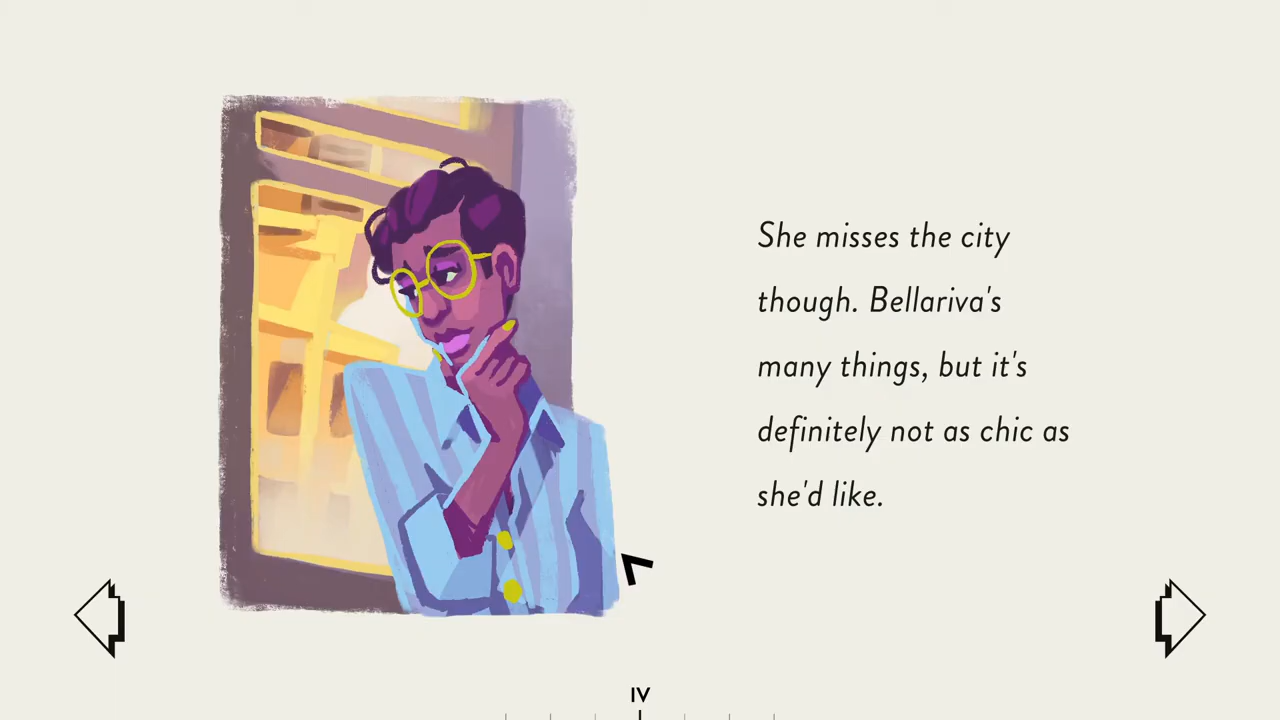 She misses the city
though. Bellariva's
many things, but it's
definitely not as chic as
she'd like.
IV